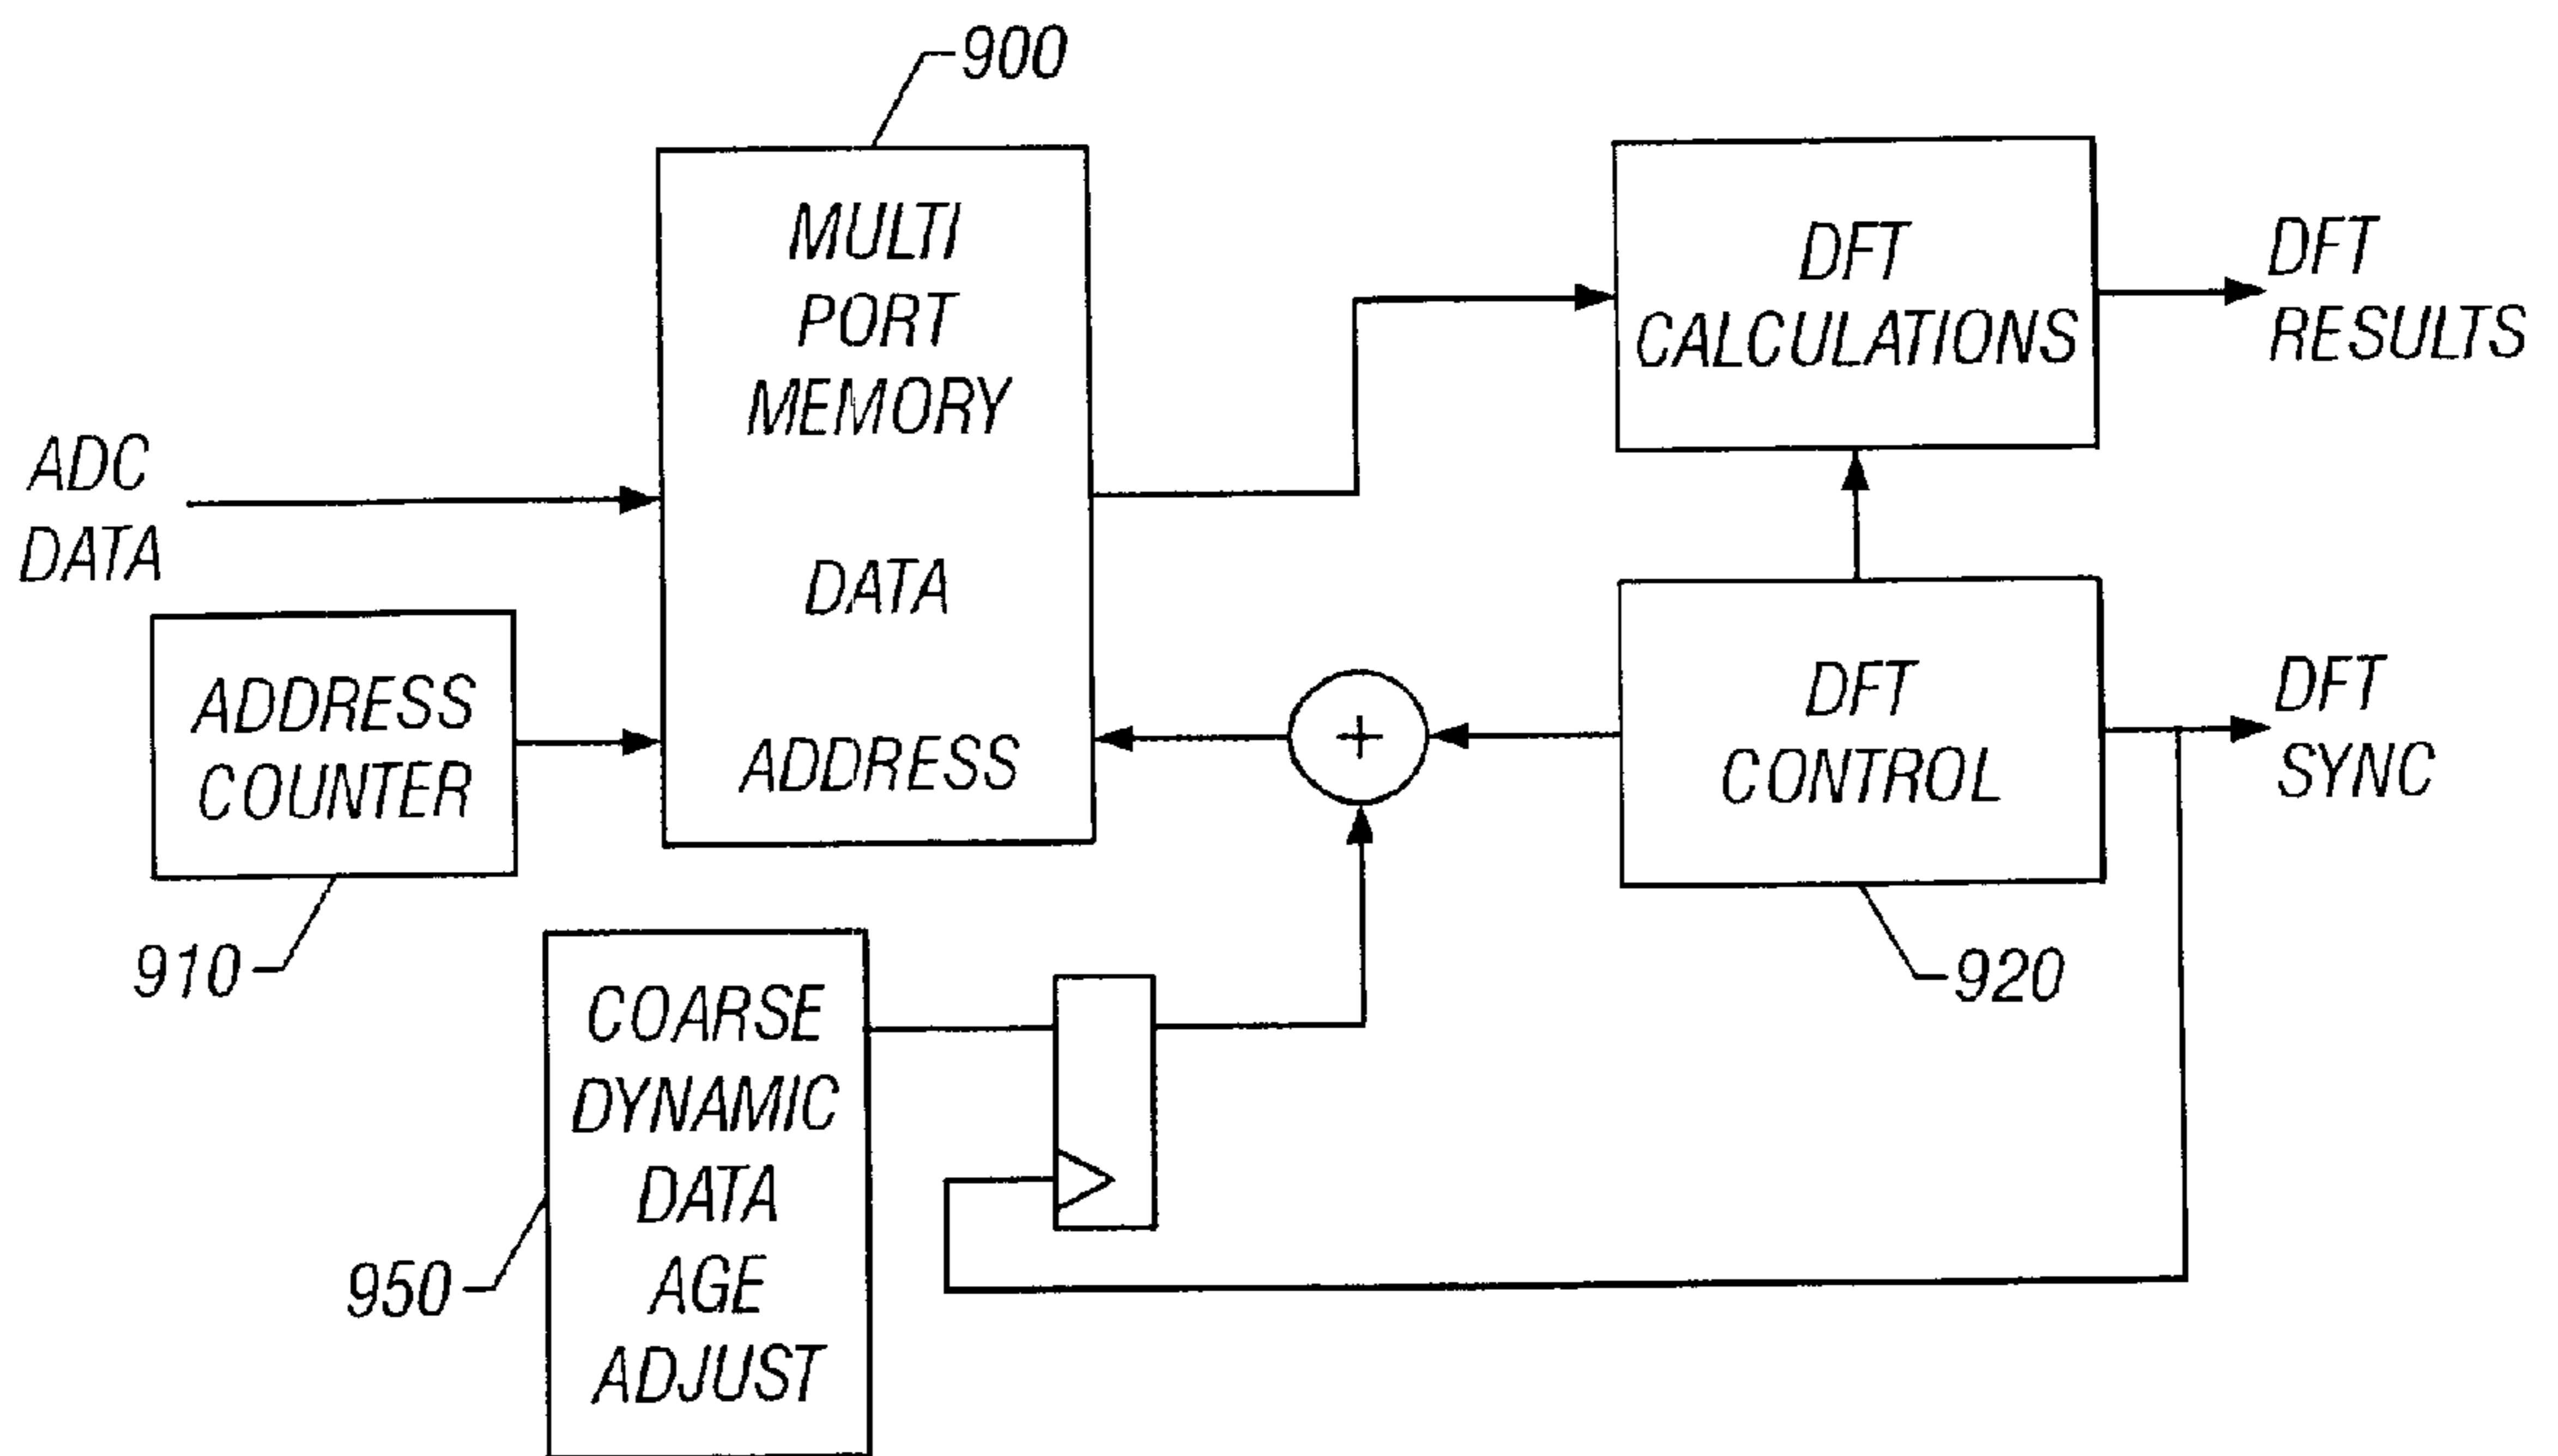 900
MULTI
PORT
MEMORY
DATA
ADDRESS
DFT
CALCULATIONS
DFT
RESULTS
ADC
DATA
ADDRESS
COUNTER
910
+
DFT
CONTROL
920
DFT
SYNC
COARSE
DYNAMIC
DATA
AGE
ADJUST
950